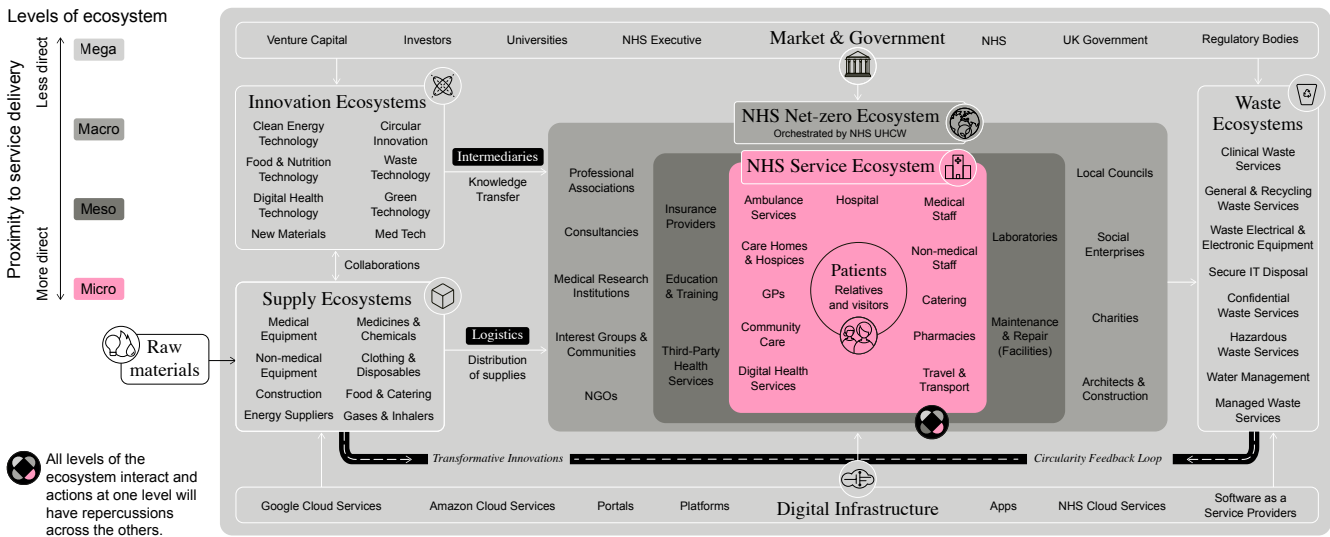 Levels of ecosystem
Proximity to service delivery
Less direct
More direct
Mega
Macro
Meso
Micro
Raw
materials
All levels of the
ecosystem interact and
actions at one level will
have repercussions
across the others.
Venture Capital
Investors
Universities
NHS Executive
Market & Government
NHS
UK Government
Regulatory Bodies
Innovation Ecosystems
Clean Energy
Technology
Circular
Innovation
Food & Nutrition
Technology
Waste
Technology
Digital Health
Technology
Green
Technology
New Materials
Med Tech
Collaborations
Supply Ecosystems
Medical
Equipment
Medicines &
Chemicals
Non-medical
Equipment
Clothing &
Disposables
Construction
Food & Catering
Energy Suppliers
Gases & Inhalers
Intermediaries
Knowledge
Transfer
Logistics
Distribution
of supplies
NHS Net-zero Ecosystem
Orchestrated by NHS UHCW
Professional
Associations
Consultancies
Medical Research
Institutions
Interest Groups &
Communities
NGOs
Insurance
Providers
Education
& Training
Third-Party
Health
Services
NHS Service Ecosystem
Ambulance
Services
Hospital
Medical
Staff
Care Homes
& Hospices
Non-medical
Staff
GPs
Catering
Community
Care
Pharmacies
Digital Health
Services
Travel &
Transport
Patients
Relatives
and visitors
Laboratories
Maintenance
& Repair
(Facilities)
Local Councils
Social
Enterprises
Charities
Architects &
Construction
Waste
Ecosystems
Clinical Waste
Services
General & Recycling
Waste Services
Waste Electrical &
Electronic Equipment
Secure IT Disposal
Confidential
Waste Services
Hazardous
Waste Services
Water Management
Managed Waste
Services
Transformative Innovations
Circularity Feedback Loop
Google Cloud Services
Amazon Cloud Services
Portals
Platforms
Digital Infrastructure
Apps
NHS Cloud Services
Software as a
Service Providers